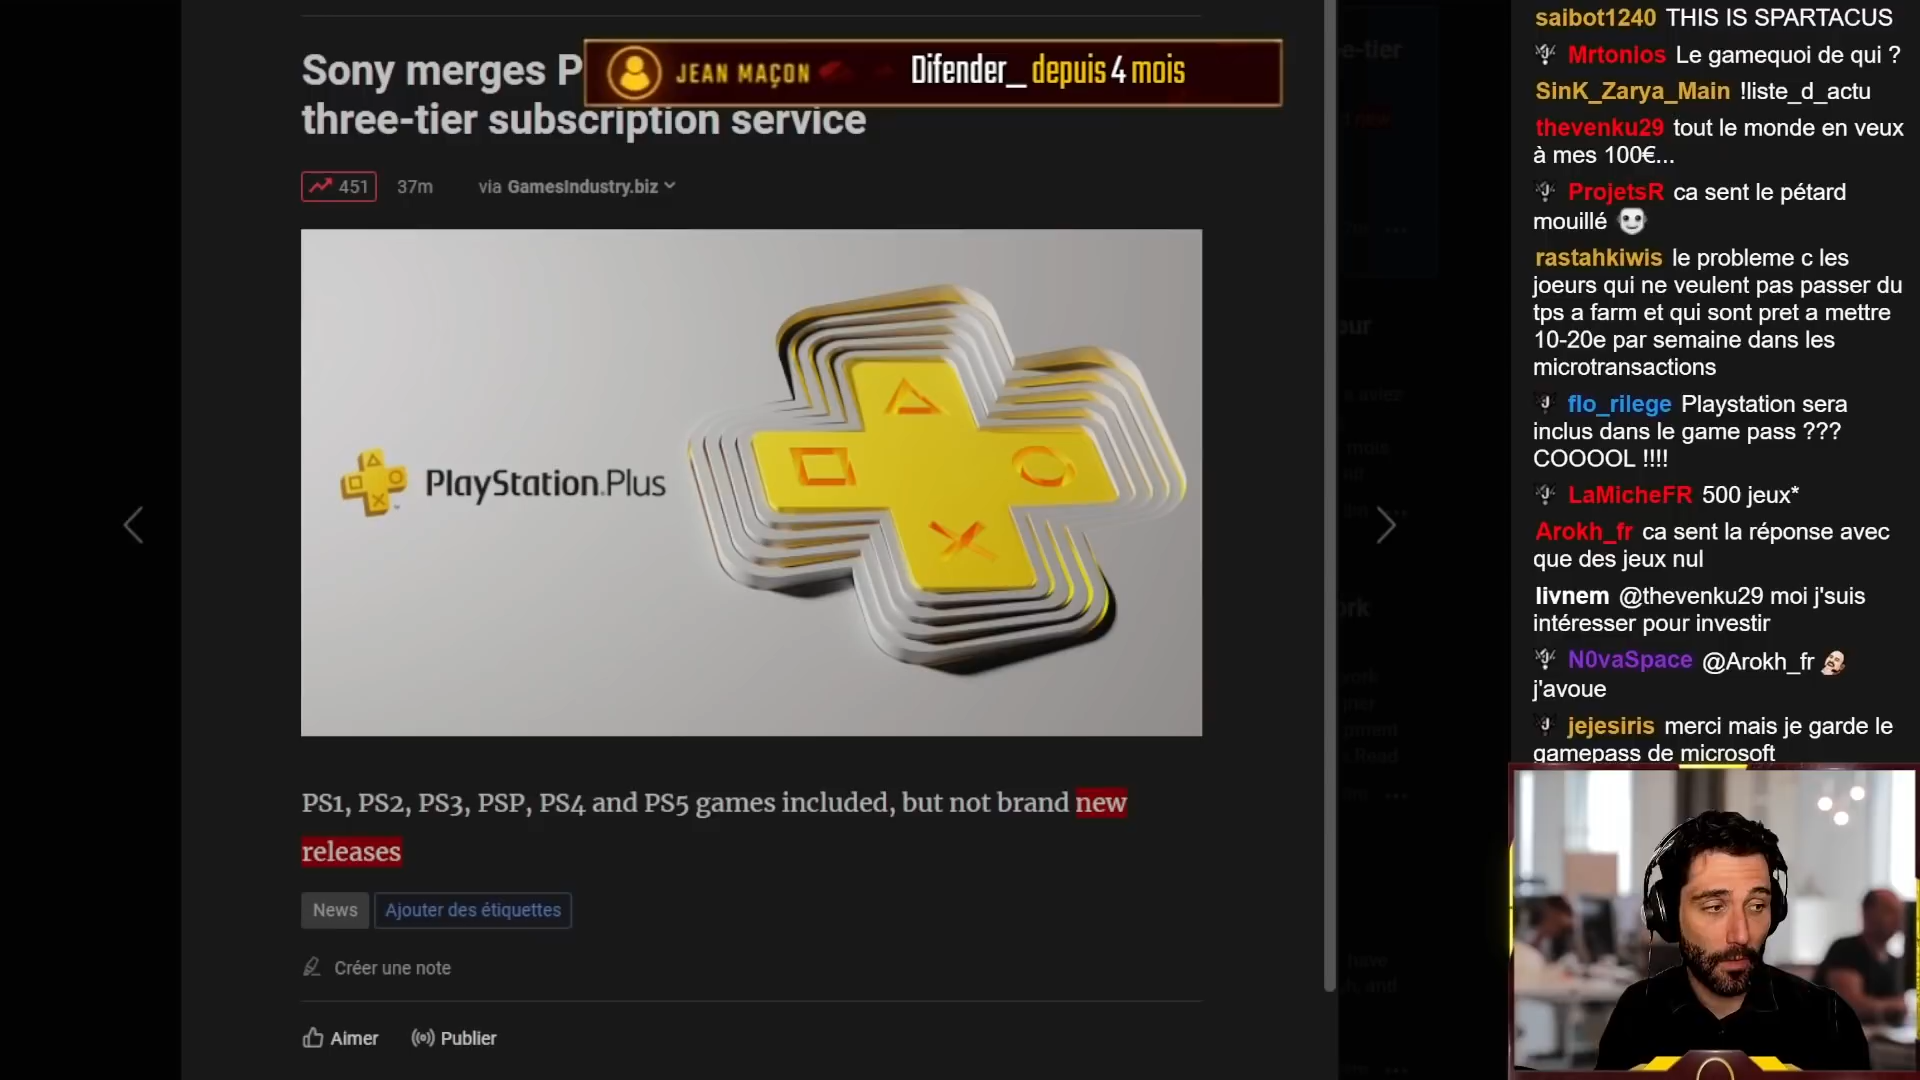 Sony merges P
three-tier subscription service
JEAN MAÇON
Difender_ depuis 4 mois
451
37m
via GamesIndustry.biz
PlayStation.Plus
PS1, PS2, PS3, PSP, PS4 and PS5 games included, but not brand new
releases
News
Ajouter des étiquettes
Créer une note
Aimer
Publier
e-tier
saibot1240 THIS IS SPARTACUS
Mrtonlos Le gamequoi de qui ?
SinK_Zarya_Main !liste_d_actu
thevenku29 tout le monde en veux
à mes 100€...
ProjetsR ca sent le pétard
mouillé
rastahkiwis le probleme c les
joeurs qui ne veulent pas passer du
tps a farm et qui sont pret a mettre
10-20e par semaine dans les
microtransactions
flo_rilege Playstation sera
inclus dans le game pass ???
COOOOL !!!!
LaMicheFR 500 jeux*
Arokh_fr ca sent la réponse avec
que des jeux nul
livnem @thevenku29 moi j'suis
intéresser pour investir
N0vaSpace @Arokh_fr
j'avoue
jejesiris merci mais je garde le
gamepass de microsoft